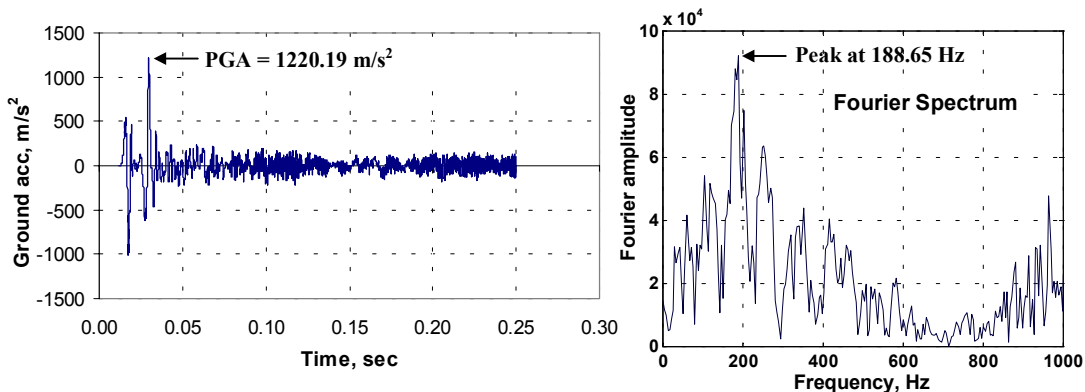 1500
1000
500
0
-500
-1000
-1500
Ground acc, m/s²
PGA = 1220.19 m/s²
0.00 0.05 0.10 0.15 0.20 0.25 0.30
Time, sec
x 10⁴
10
8
6
4
2
0
Fourier amplitude
Peak at 188.65 Hz
Fourier Spectrum
0 200 400 600 800 1000
Frequency, Hz